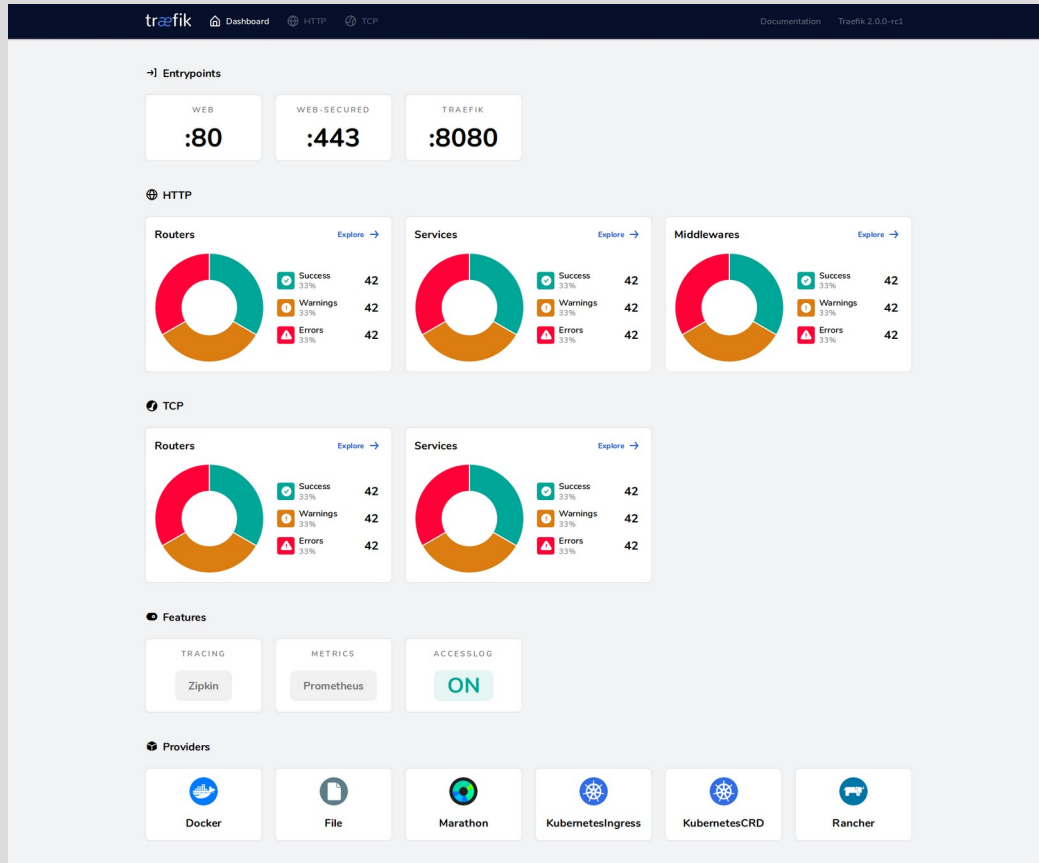 træfik Dashboard HTTP TCP Documentation Traefik 2.0.0-rc1
Entrypoints
WEB WEB-SECURED TRAEFIK
:80 :443 :8080
HTTP
Routers Explore → Services Explore → Middlewares Explore →
Success 42 Success 42 Success 42
33% 33% 33%
Warnings 42 Warnings 42 Warnings 42
33% 33% 33%
Errors 42 Errors 42 Errors 42
33% 33% 33%
TCP
Routers Explore → Services Explore →
Success 42 Success 42
33% 33%
Warnings 42 Warnings 42
33% 33%
Errors 42 Errors 42
33% 33%
Features
TRACING METRICS ACCESSLOG
Zipkin Prometheus ON
Providers
Docker File Marathon KubernetesIngress KubernetesCRD Rancher